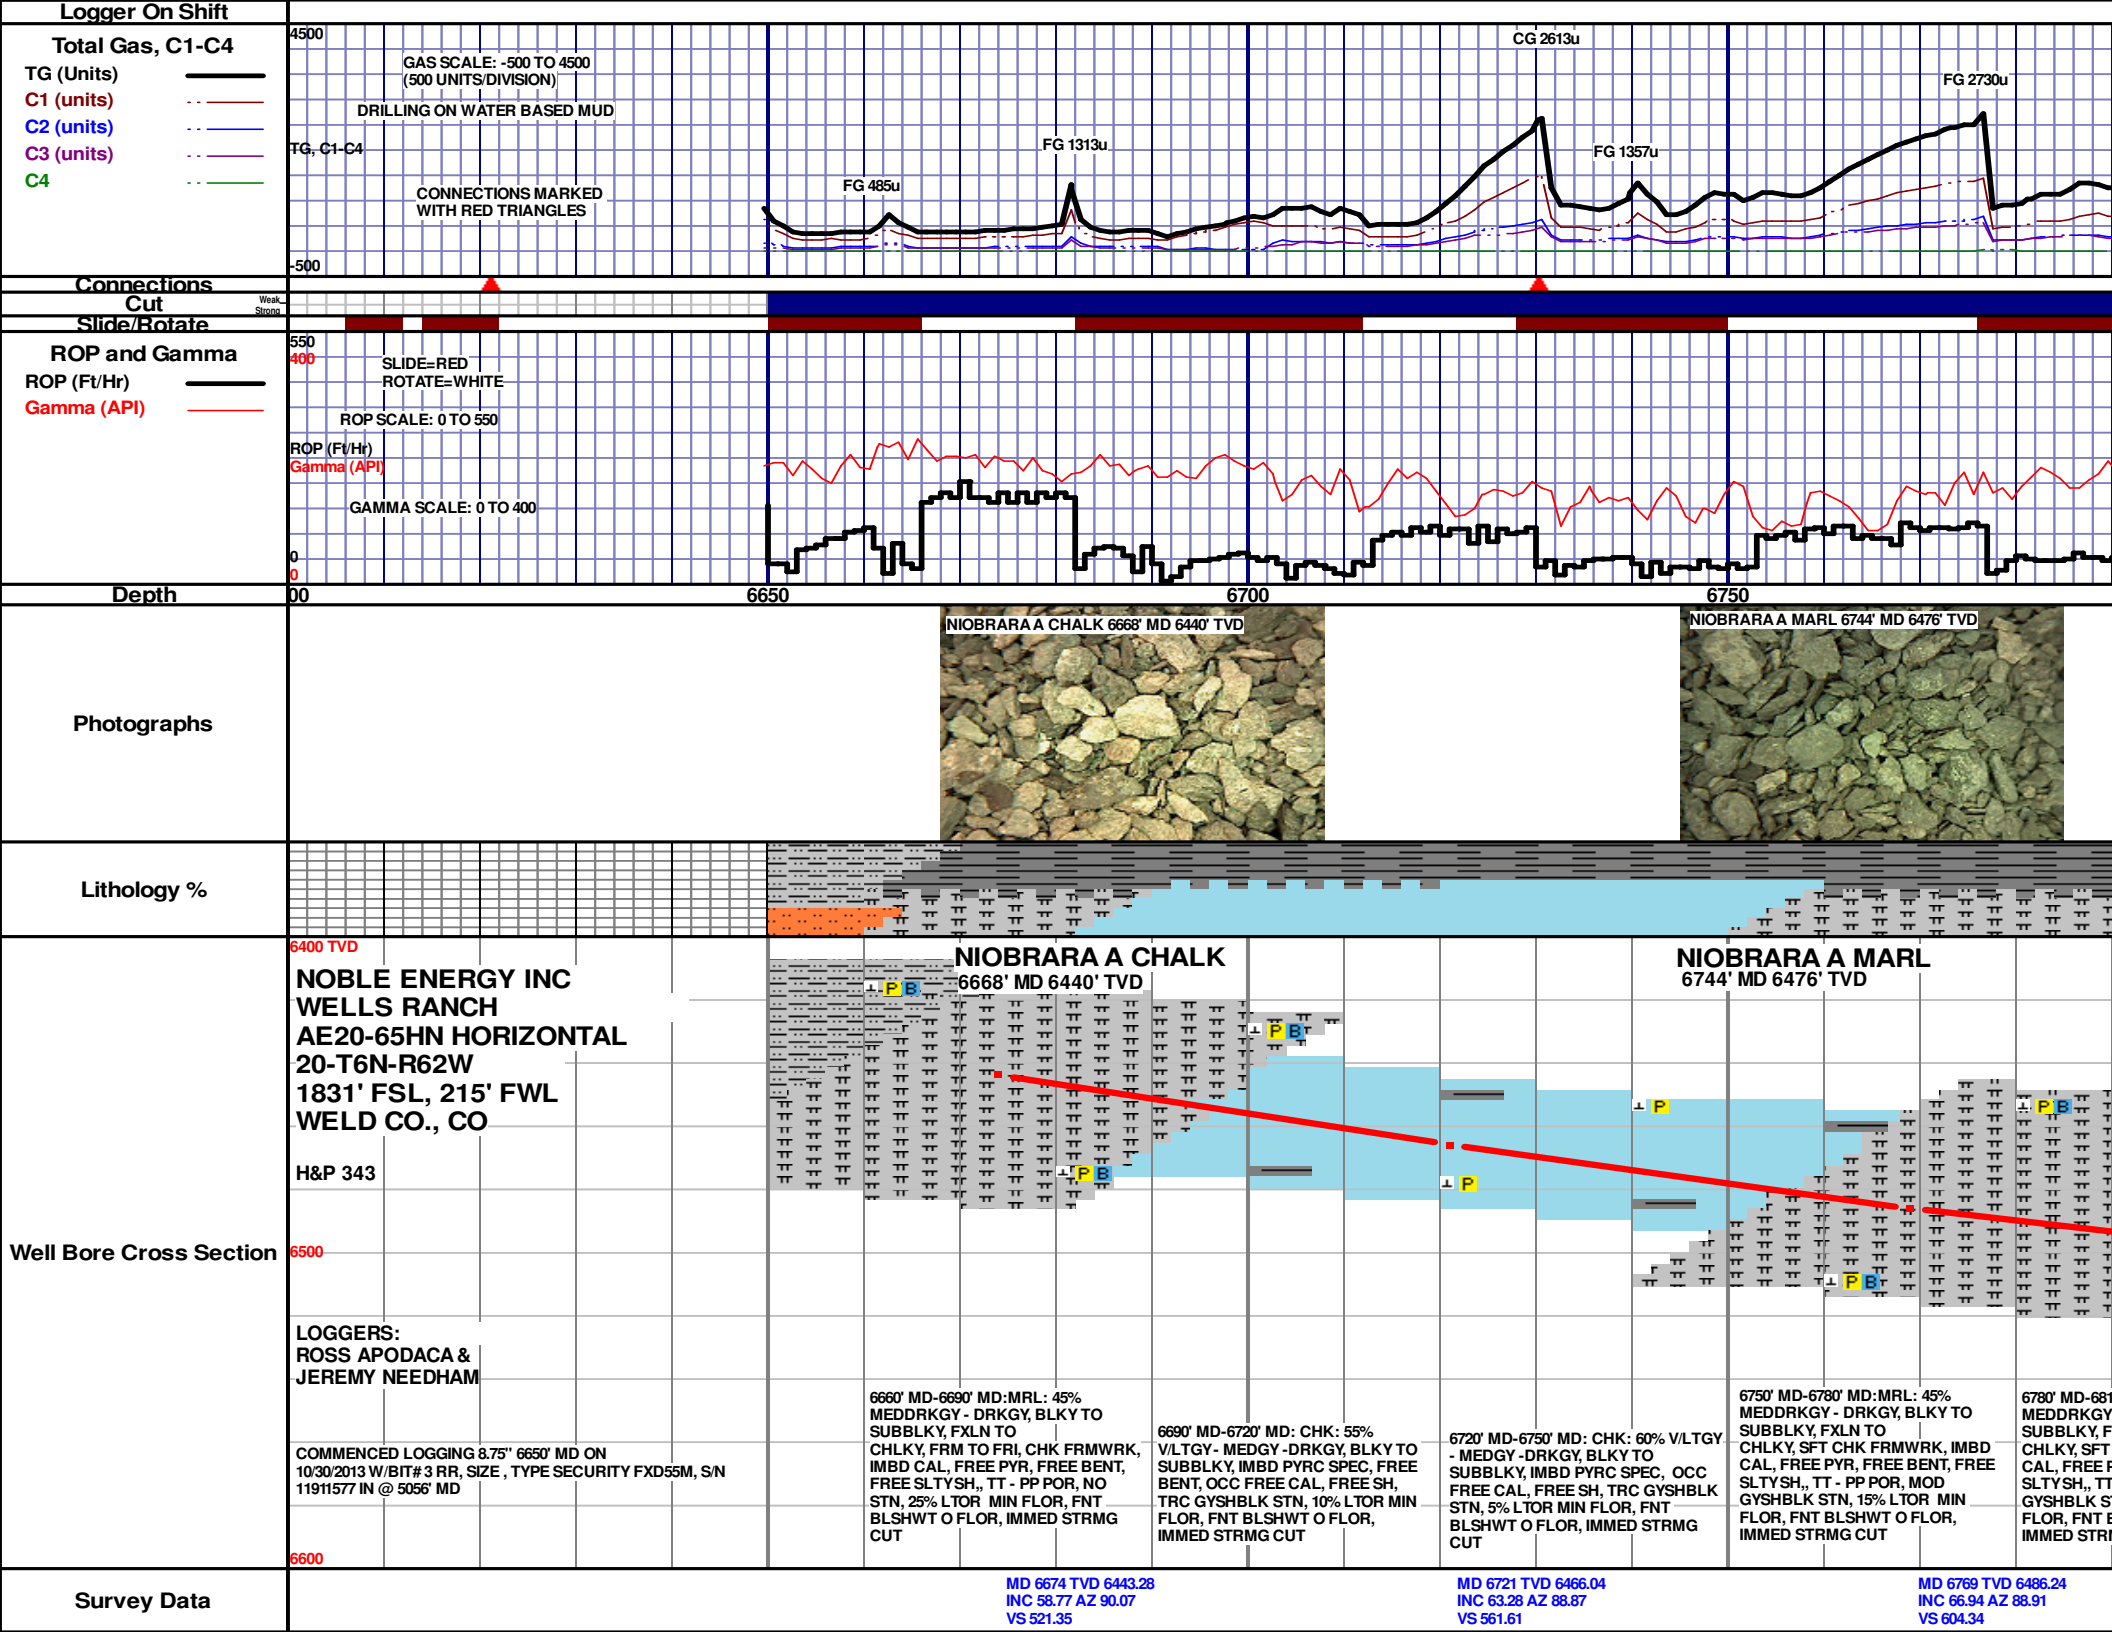 Logger On Shift
Total Gas, C1-C4
TG (Units)
C1 (units)
C2 (units)
C3 (units)
C4
4500
GAS SCALE: -500 TO 4500
(500 UNITS/DIVISION)
DRILLING ON WATER BASED MUD
TG, C1-C4
CONNECTIONS MARKED
WITH RED TRIANGLES
-500
FG 485u
FG 1313u
CG 2613u
FG 1357u
FG 2730u
Connections
Cut
Weak
Strong
Slide/Rotate
ROP and Gamma
ROP (Ft/Hr)
Gamma (API)
550
400
SLIDE=RED
ROTATE=WHITE
ROP SCALE: 0 TO 550
ROP (Ft/Hr)
Gamma (API)
GAMMA SCALE: 0 TO 400
0
0
Depth
00
6650
6700
6750
Photographs
NIOBRARA A CHALK 6668' MD 6440' TVD
NIOBRARA A MARL 6744' MD 6476' TVD
Lithology %
Well Bore Cross Section
6400 TVD
6500
6600
NOBLE ENERGY INC
WELLS RANCH
AE20-65HN HORIZONTAL
20-T6N-R62W
1831' FSL, 215' FWL
WELD CO., CO
H&P 343
LOGGERS:
ROSS APODACA &
JEREMY NEEDHAM
COMMENCED LOGGING 8.75" 6650' MD ON
10/30/2013 W/BIT# 3 RR, SIZE , TYPE SECURITY FXD55M, S/N
11911577 IN @ 5056' MD
NIOBRARA A CHALK
6668' MD 6440' TVD
NIOBRARA A MARL
6744' MD 6476' TVD
P B
P B
P B
P
P
P B
P B
6660' MD-6690' MD:MRL: 45%
MEDDRKGY - DRKGY, BLKY TO
SUBBLKY, FXLN TO
CHLKY, FRM TO FRI, CHK FRMWRK,
IMBD CAL, FREE PYR, FREE BENT,
FREE SLTYSH,, TT - PP POR, NO
STN, 25% LTOR MIN FLOR, FNT
BLSHWT O FLOR, IMMED STRMG
CUT
6690' MD-6720' MD: CHK: 55%
V/LTGY - MEDGY -DRKGY, BLKY TO
SUBBLKY, IMBD PYRC SPEC, FREE
BENT, OCC FREE CAL, FREE SH,
TRC GYSHBLK STN, 10% LTOR MIN
FLOR, FNT BLSHWT O FLOR,
IMMED STRMG CUT
6720' MD-6750' MD: CHK: 60% V/LTGY
- MEDGY -DRKGY, BLKY TO
SUBBLKY, IMBD PYRC SPEC, OCC
FREE CAL, FREE SH, TRC GYSHBLK
STN, 5% LTOR MIN FLOR, FNT
BLSHWT O FLOR, IMMED STRMG
CUT
6750' MD-6780' MD:MRL: 45%
MEDDRKGY - DRKGY, BLKY TO
SUBBLKY, FXLN TO
CHLKY, SFT CHK FRMWRK, IMBD
CAL, FREE PYR, FREE BENT, FREE
SLTYSH,, TT - PP POR, MOD
GYSHBLK STN, 15% LTOR MIN
FLOR, FNT BLSHWT O FLOR,
IMMED STRMG CUT
6780' MD-681
MEDDRKGY
SUBBLKY, F
CHLKY, SFT
CAL, FREE
SLTYSH,, TT
GYSHBLK
FLOR, FNT
IMMED
Survey Data
MD 6674 TVD 6443.28
INC 58.77 AZ 90.07
VS 521.35
MD 6721 TVD 6466.04
INC 63.28 AZ 88.87
VS 561.61
MD 6769 TVD 6486.24
INC 66.94 AZ 88.91
VS 604.34